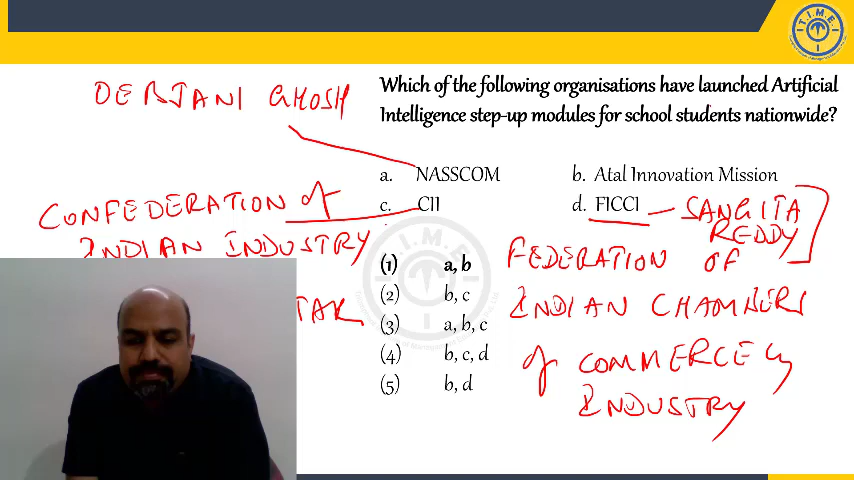 T.I.M.E.
DEBJANI GHOSH
Which of the following organisations have launched Artificial
Intelligence step-up modules for school students nationwide?
a. NASSCOM
b. Atal Innovation Mission
c. CII
d. FICCI
SANGITA
REDDY
CONFEDERATION of
INDIAN INDUSTRY
TAR
FEDERATION OF
INDIAN CHAMBERS
of COMMERCE &
INDUSTRY
(1) a, b
(2) b, c
(3) a, b, c
(4) b, c, d
(5) b, d